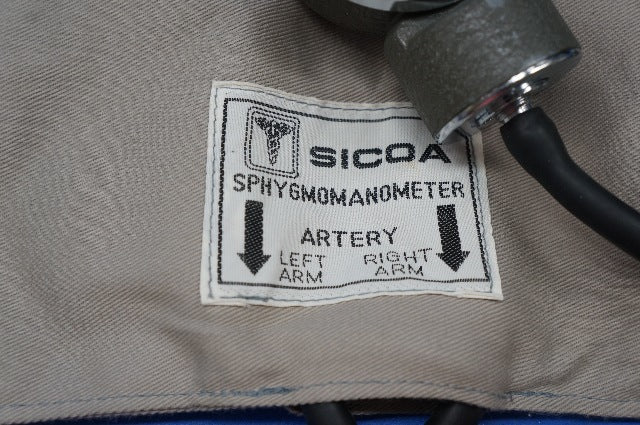 SICOA
SPHYGMOMANOMETER
ARTERY
LEFT RIGHT
ARM ARM